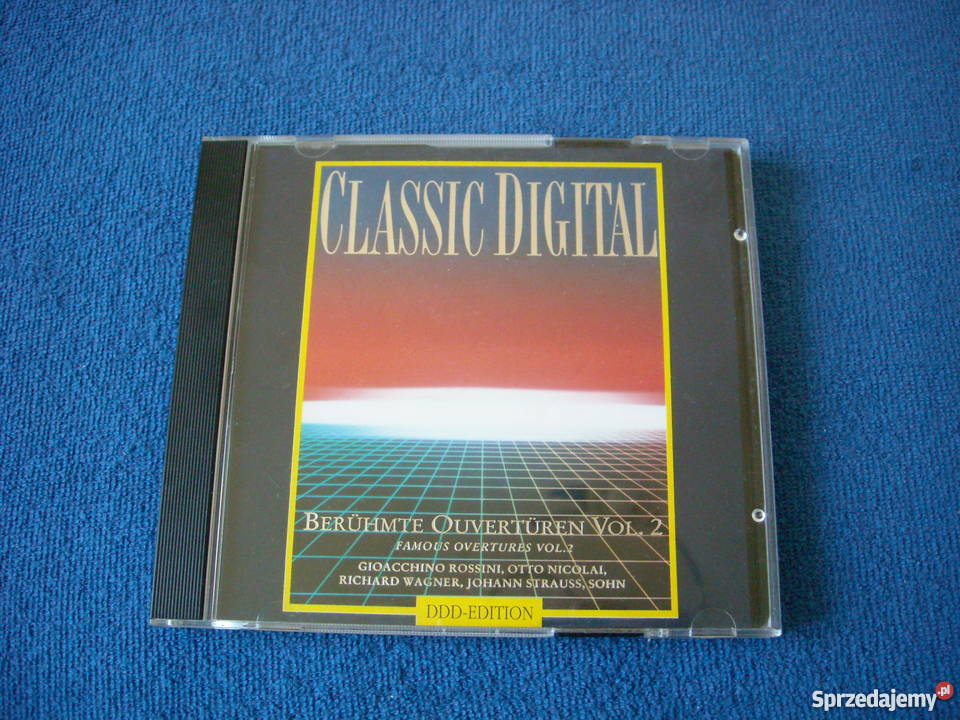 CLASSIC DIGITAL
BERÜHMTE OUVERTÜREN VOL. 2
FAMOUS OVERTURES VOL.2
GIOACCHINO ROSSINI, OTTO NICOLAI,
RICHARD WAGNER, JOHANN STRAUSS, SOHN
DDD-EDITION
Sprzedajemy.pl